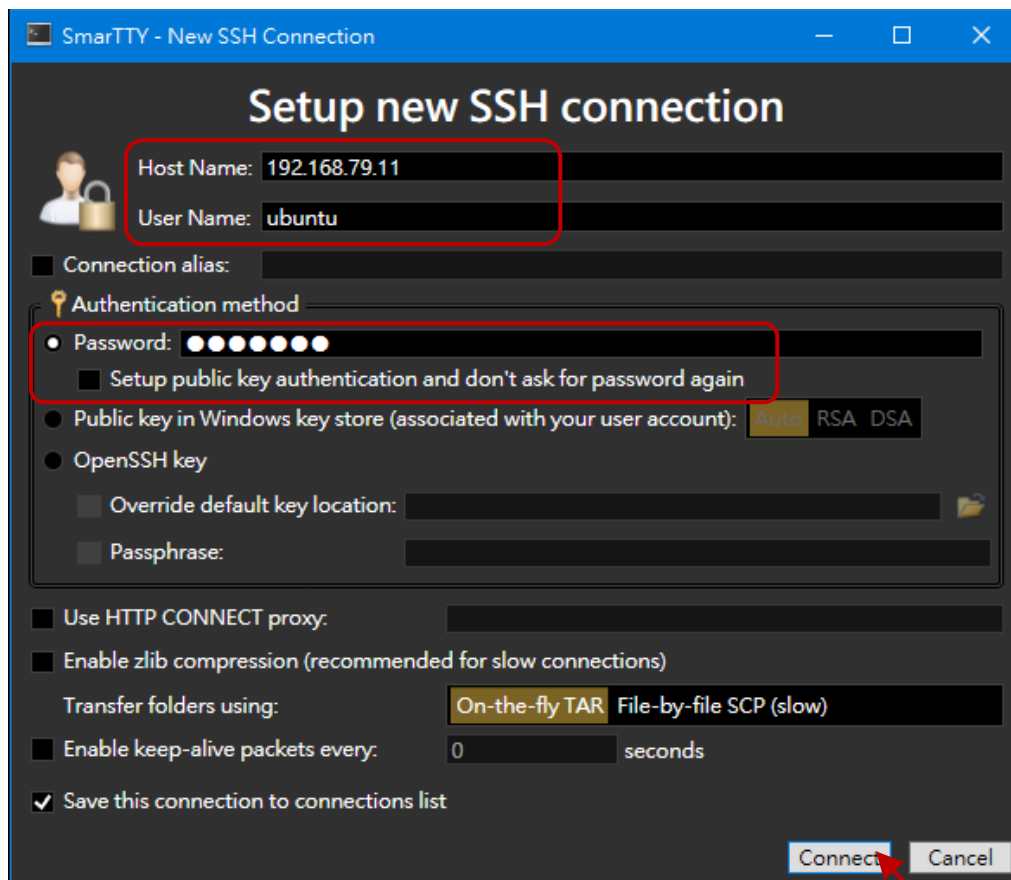 SmarTTY - New SSH Connection
Setup new SSH connection
Host Name: 192.168.79.11
User Name: ubuntu
Connection alias:
Authentication method
Password: ●●●●●●●
Setup public key authentication and don't ask for password again
Public key in Windows key store (associated with your user account): Auto RSA DSA
OpenSSH key
Override default key location:
Passphrase:
Use HTTP CONNECT proxy:
Enable zlib compression (recommended for slow connections)
Transfer folders using: On-the-fly TAR File-by-file SCP (slow)
Enable keep-alive packets every: 0 seconds
Save this connection to connections list
Connect Cancel